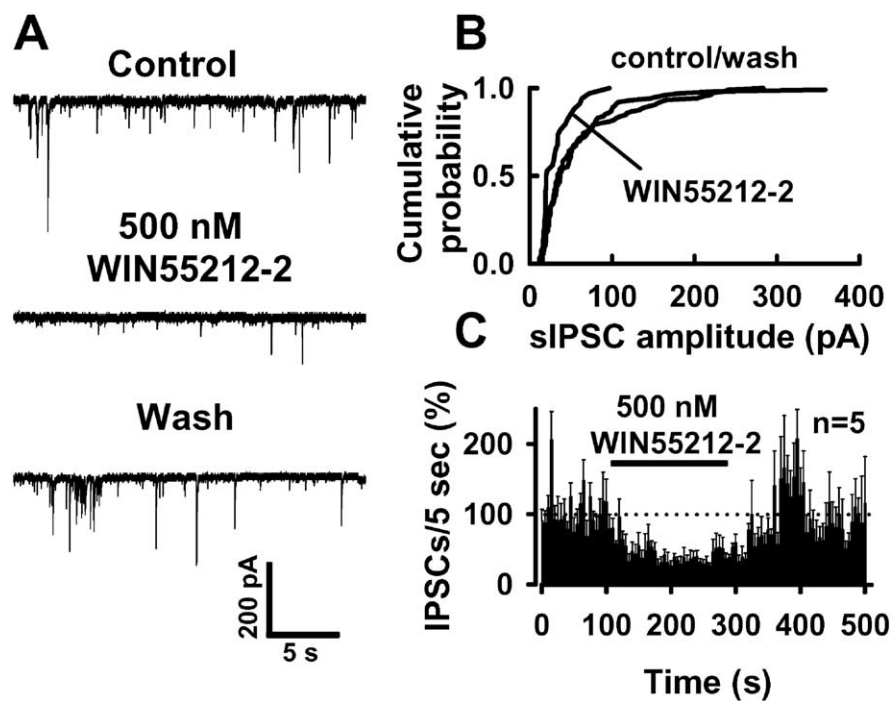 A
Control
500 nM
WIN55212-2
Wash
200 pA
5 s
B
control/wash
Cumulative
probability
1.0
0.5
0.0
WIN55212-2
0 100 200 300 400
sIPSC amplitude (pA)
C
500 nM
WIN55212-2
n=5
IPSCs/5 sec (%)
200
100
0
0 100 200 300 400 500
Time (s)